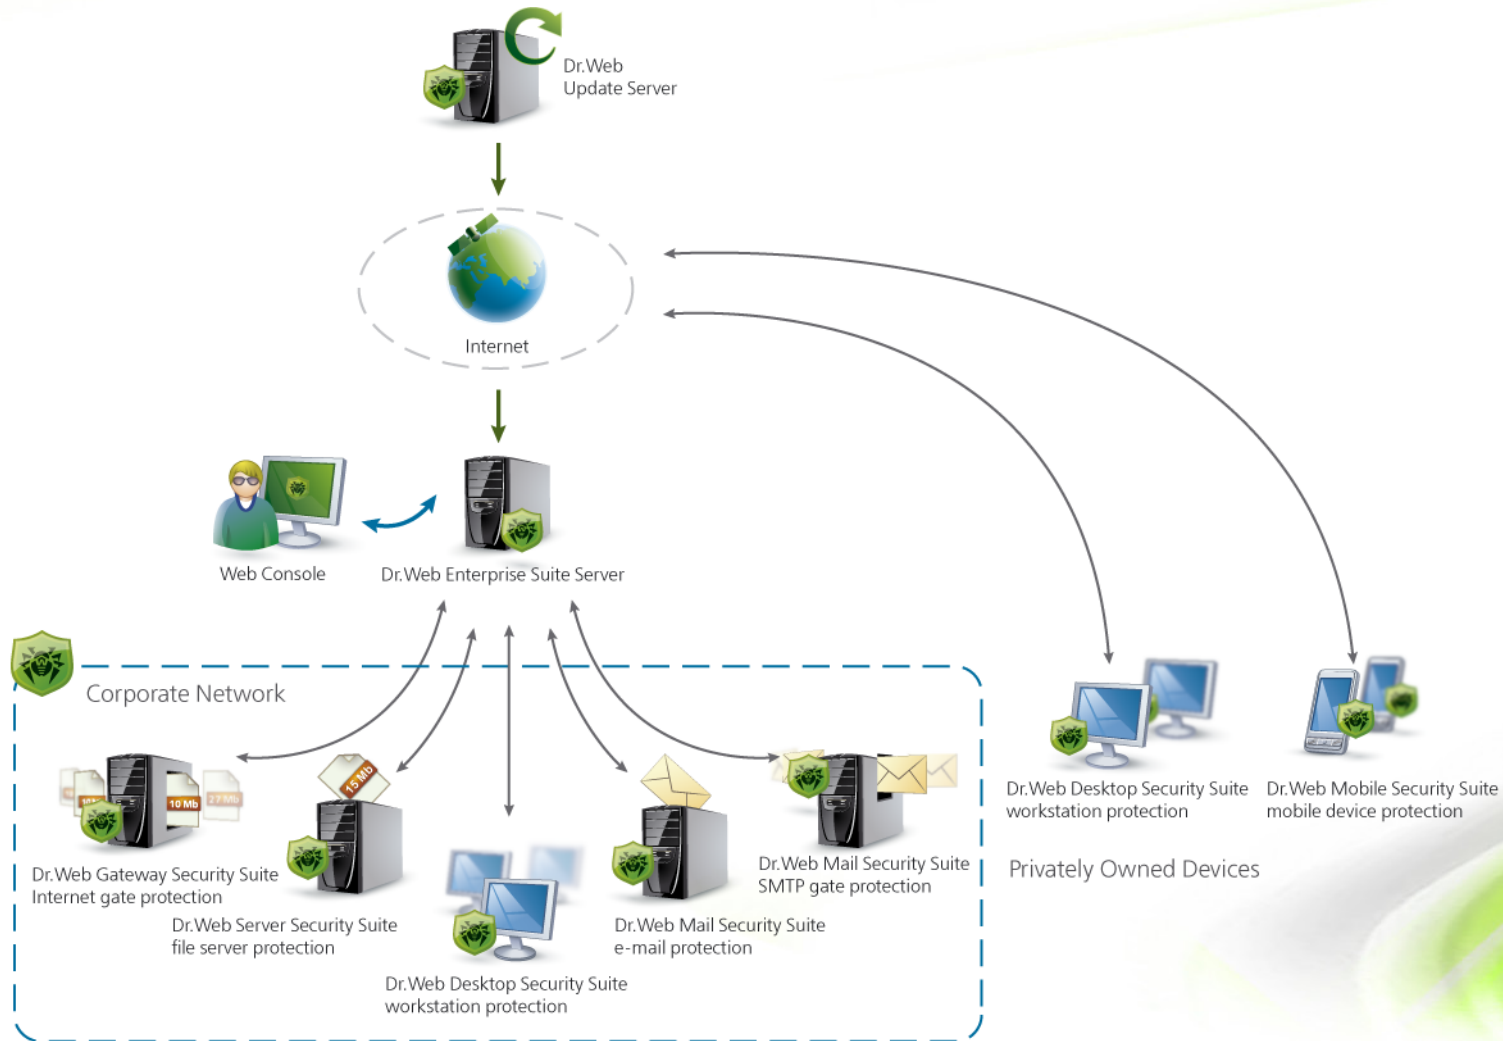 Dr.Web
Update Server
Internet
Web Console
Dr.Web Enterprise Suite Server
Corporate Network
10 Mb
27 Mb
15 Mb
Dr.Web Gateway Security Suite
Internet gate protection
Dr.Web Server Security Suite
file server protection
Dr.Web Desktop Security Suite
workstation protection
Dr.Web Mail Security Suite
e-mail protection
Dr.Web Mail Security Suite
SMTP gate protection
Dr.Web Desktop Security Suite
workstation protection
Dr.Web Mobile Security Suite
mobile device protection
Privately Owned Devices